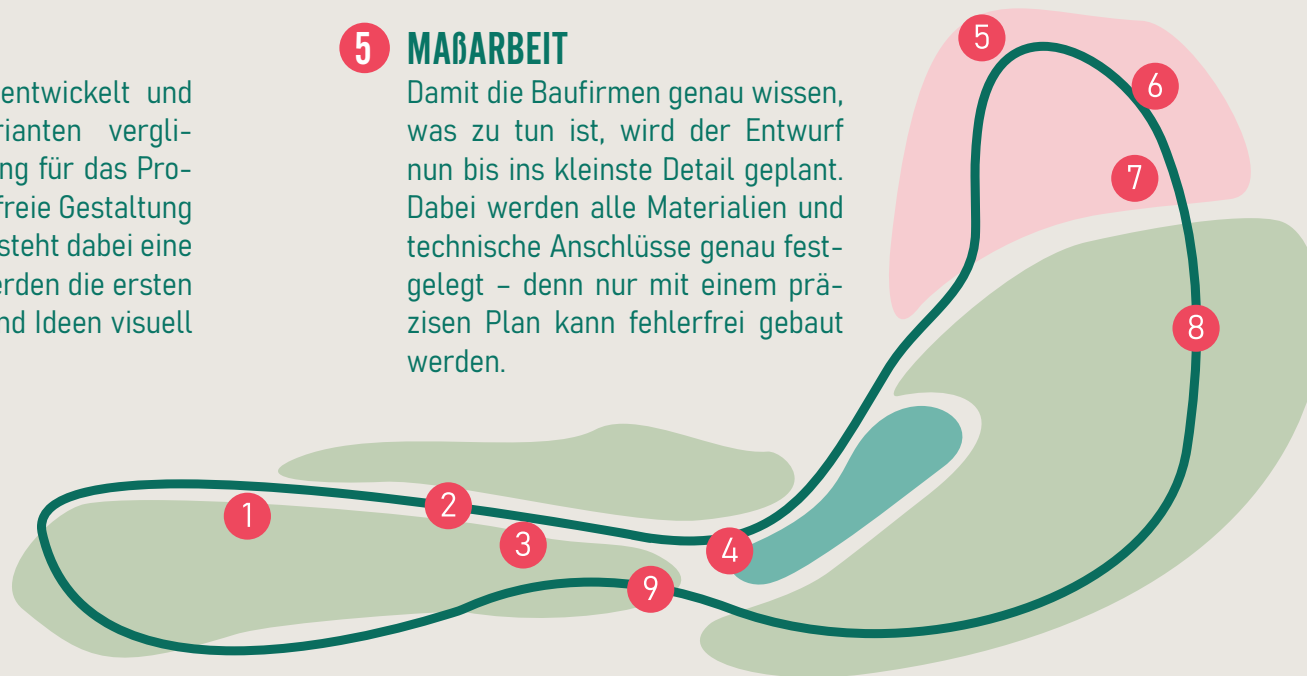 entwickelt und
rianten vergli-
ng für das Pro-
freie Gestaltung
steht dabei eine
erden die ersten
nd Ideen visuell
5 MAßARBEIT
Damit die Baufirmen genau wissen,
was zu tun ist, wird der Entwurf
nun bis ins kleinste Detail geplant.
Dabei werden alle Materialien und
technische Anschlüsse genau fest-
gelegt – denn nur mit einem prä-
zisen Plan kann fehlerfrei gebaut
werden.
5
6
7
8
1
2
3
4
9